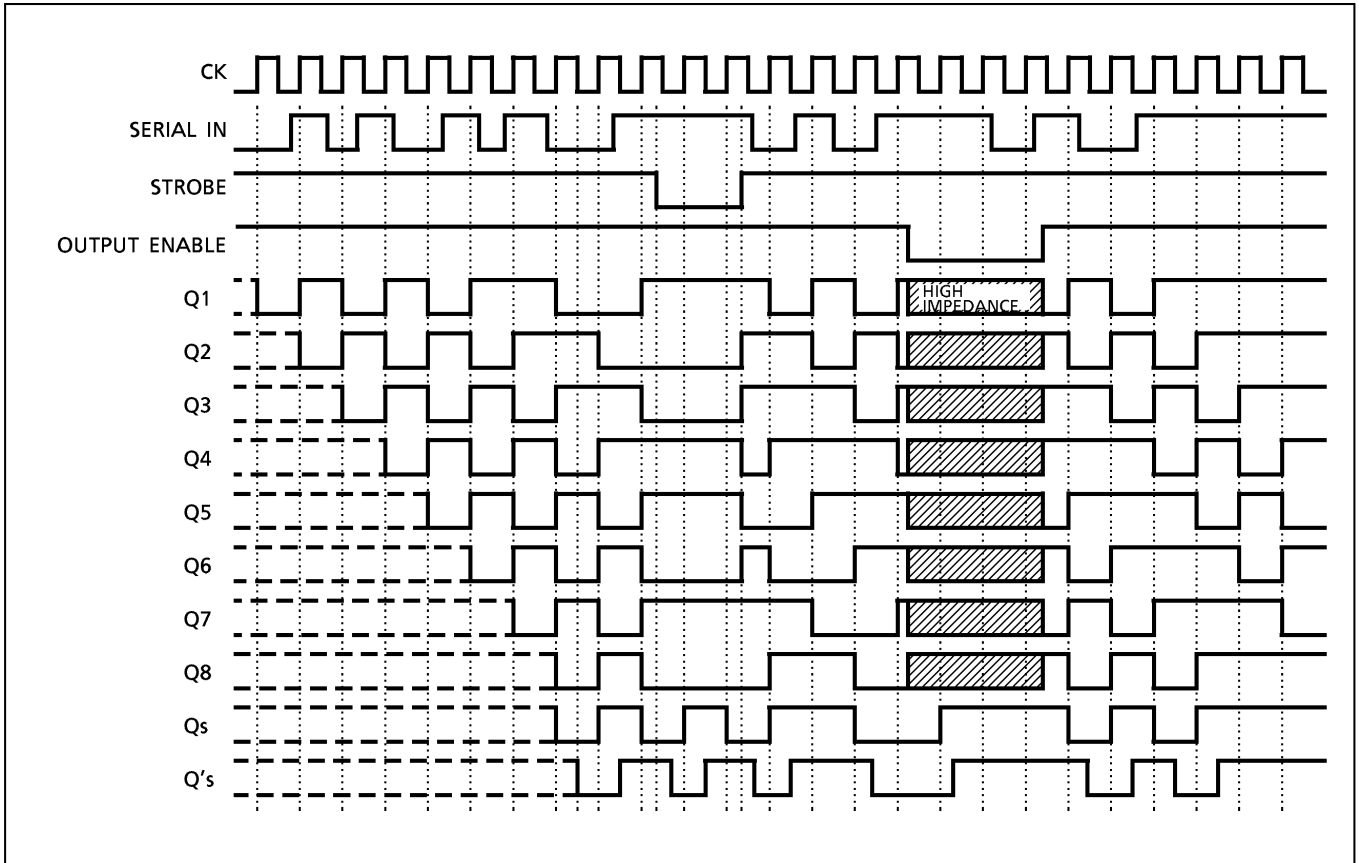 CK
SERIAL IN
STROBE
OUTPUT ENABLE
Q1
HIGH
IMPEDANCE
Q2
Q3
Q4
Q5
Q6
Q7
Q8
Qs
Q's